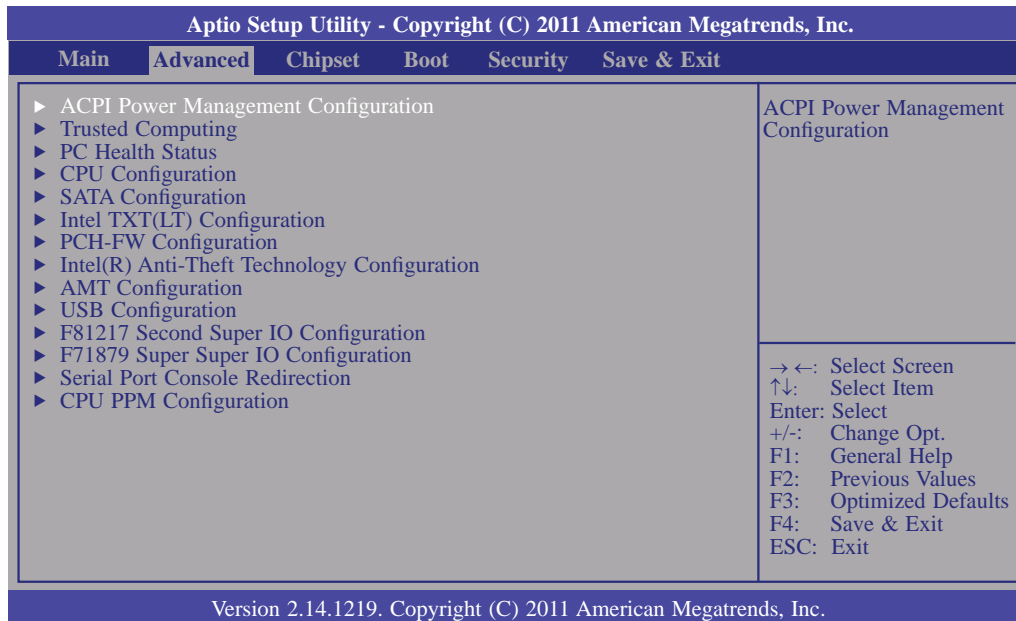 Aptio Setup Utility - Copyright (C) 2011 American Megatrends, Inc.
Main Advanced Chipset Boot Security Save & Exit
► ACPI Power Management Configuration
► Trusted Computing
► PC Health Status
► CPU Configuration
► SATA Configuration
► Intel TXT(LT) Configuration
► PCH-FW Configuration
► Intel(R) Anti-Theft Technology Configuration
► AMT Configuration
► USB Configuration
► F81217 Second Super IO Configuration
► F71879 Super Super IO Configuration
► Serial Port Console Redirection
► CPU PPM Configuration
ACPI Power Management
Configuration
→ ←: Select Screen
↑↓: Select Item
Enter: Select
+/-: Change Opt.
F1: General Help
F2: Previous Values
F3: Optimized Defaults
F4: Save & Exit
ESC: Exit
Version 2.14.1219. Copyright (C) 2011 American Megatrends, Inc.